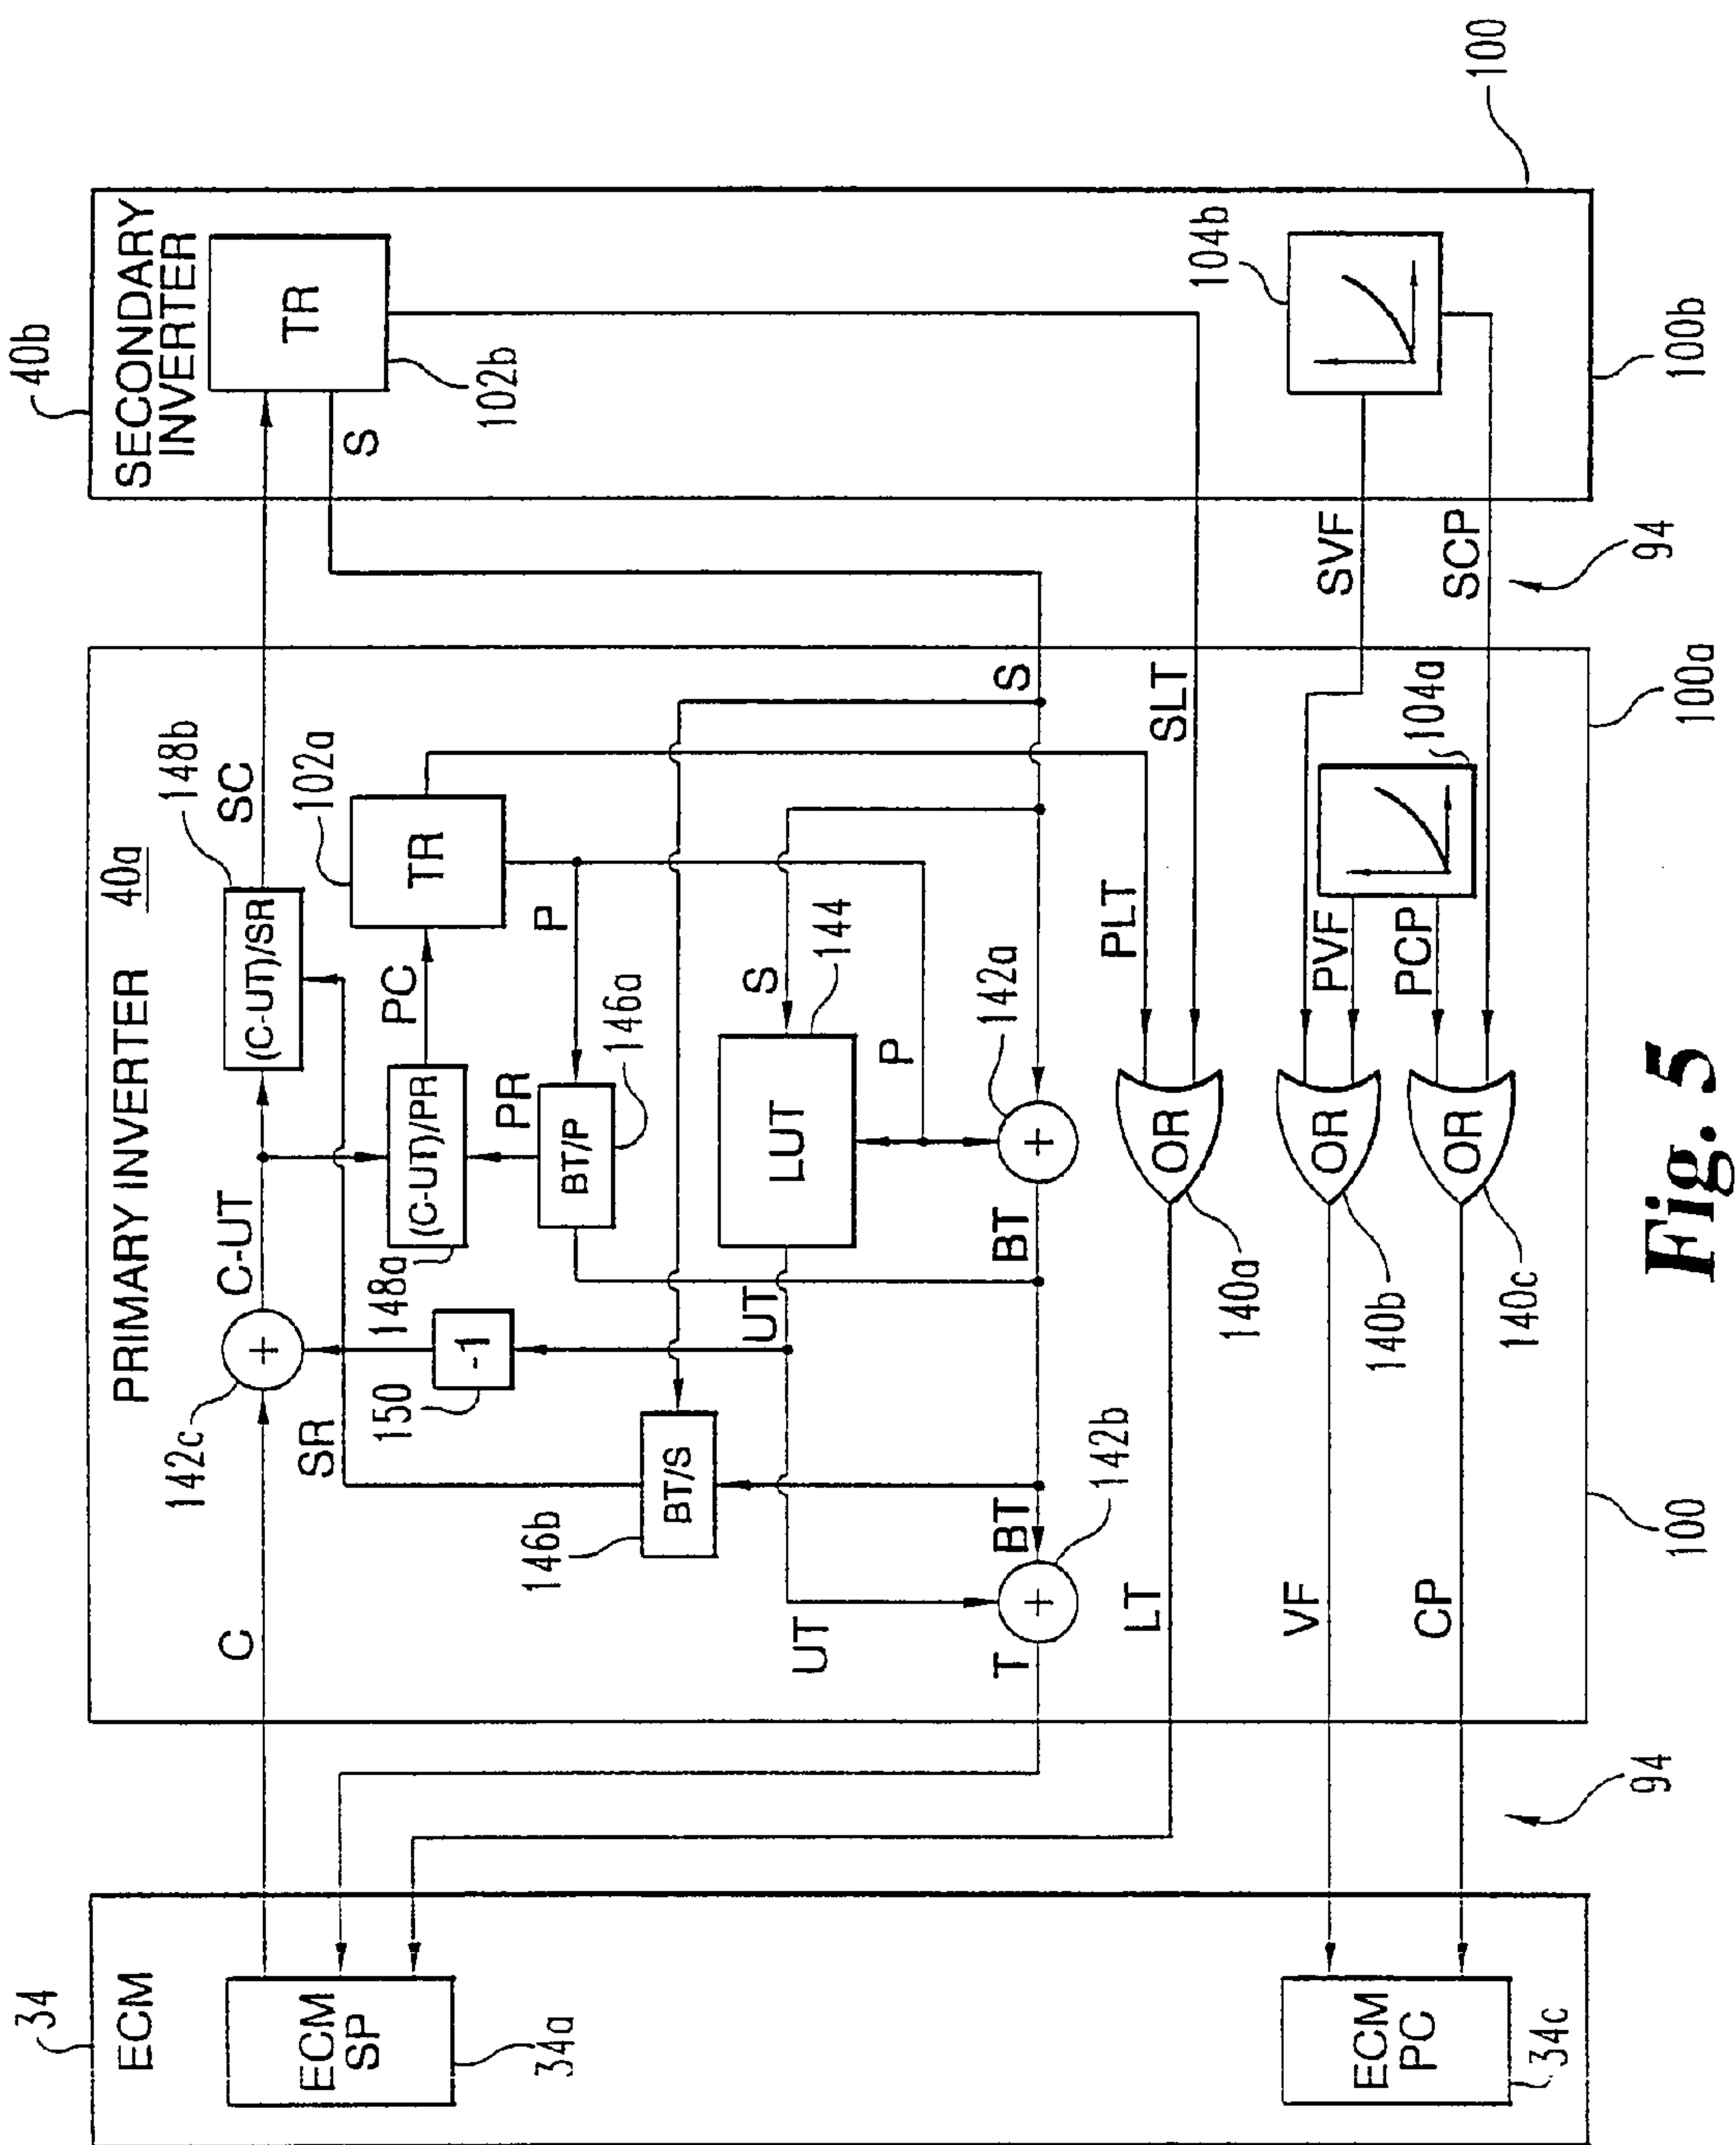 34
ECM
ECM
SP
34a
ECM
PC
34c
94
PRIMARY INVERTER 40a
C
142c
C-UT
(C-UT)/SR
148b
SC
SR
150
-1
148a
(C-UT)/PR
PC
TR
102a
PR
BT/P
146a
P
146b
BT/S
UT
LUT
144
S
P
UT
T
BT
142b
BT
142a
S
LT
140a
OR
PLT
SLT
VF
140b
OR
PVF
CP
140c
OR
PCP
104a
100
100a
40b
SECONDARY
INVERTER
TR
102b
S
104b
SVF
SCP
94
100b
100
Fig. 5